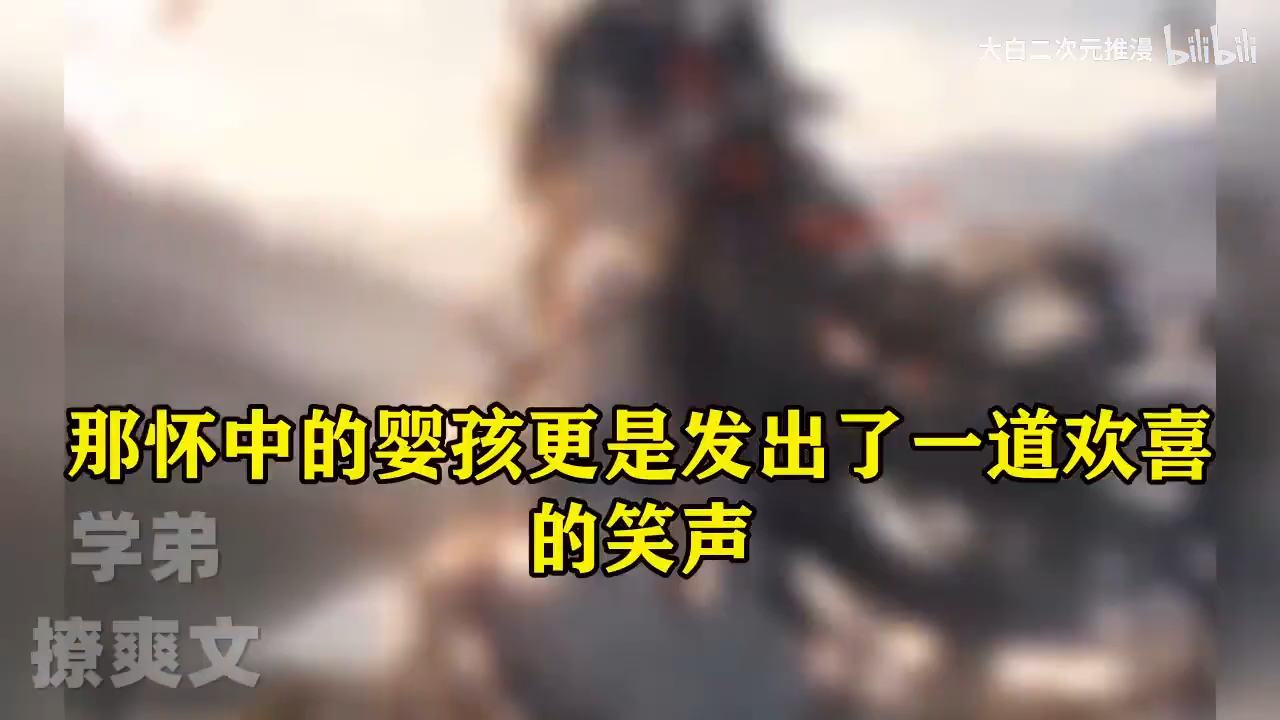 大白二次元推漫 bilibili
那怀中的婴孩更是发出了一道欢喜
的笑声
学弟
撩爽文